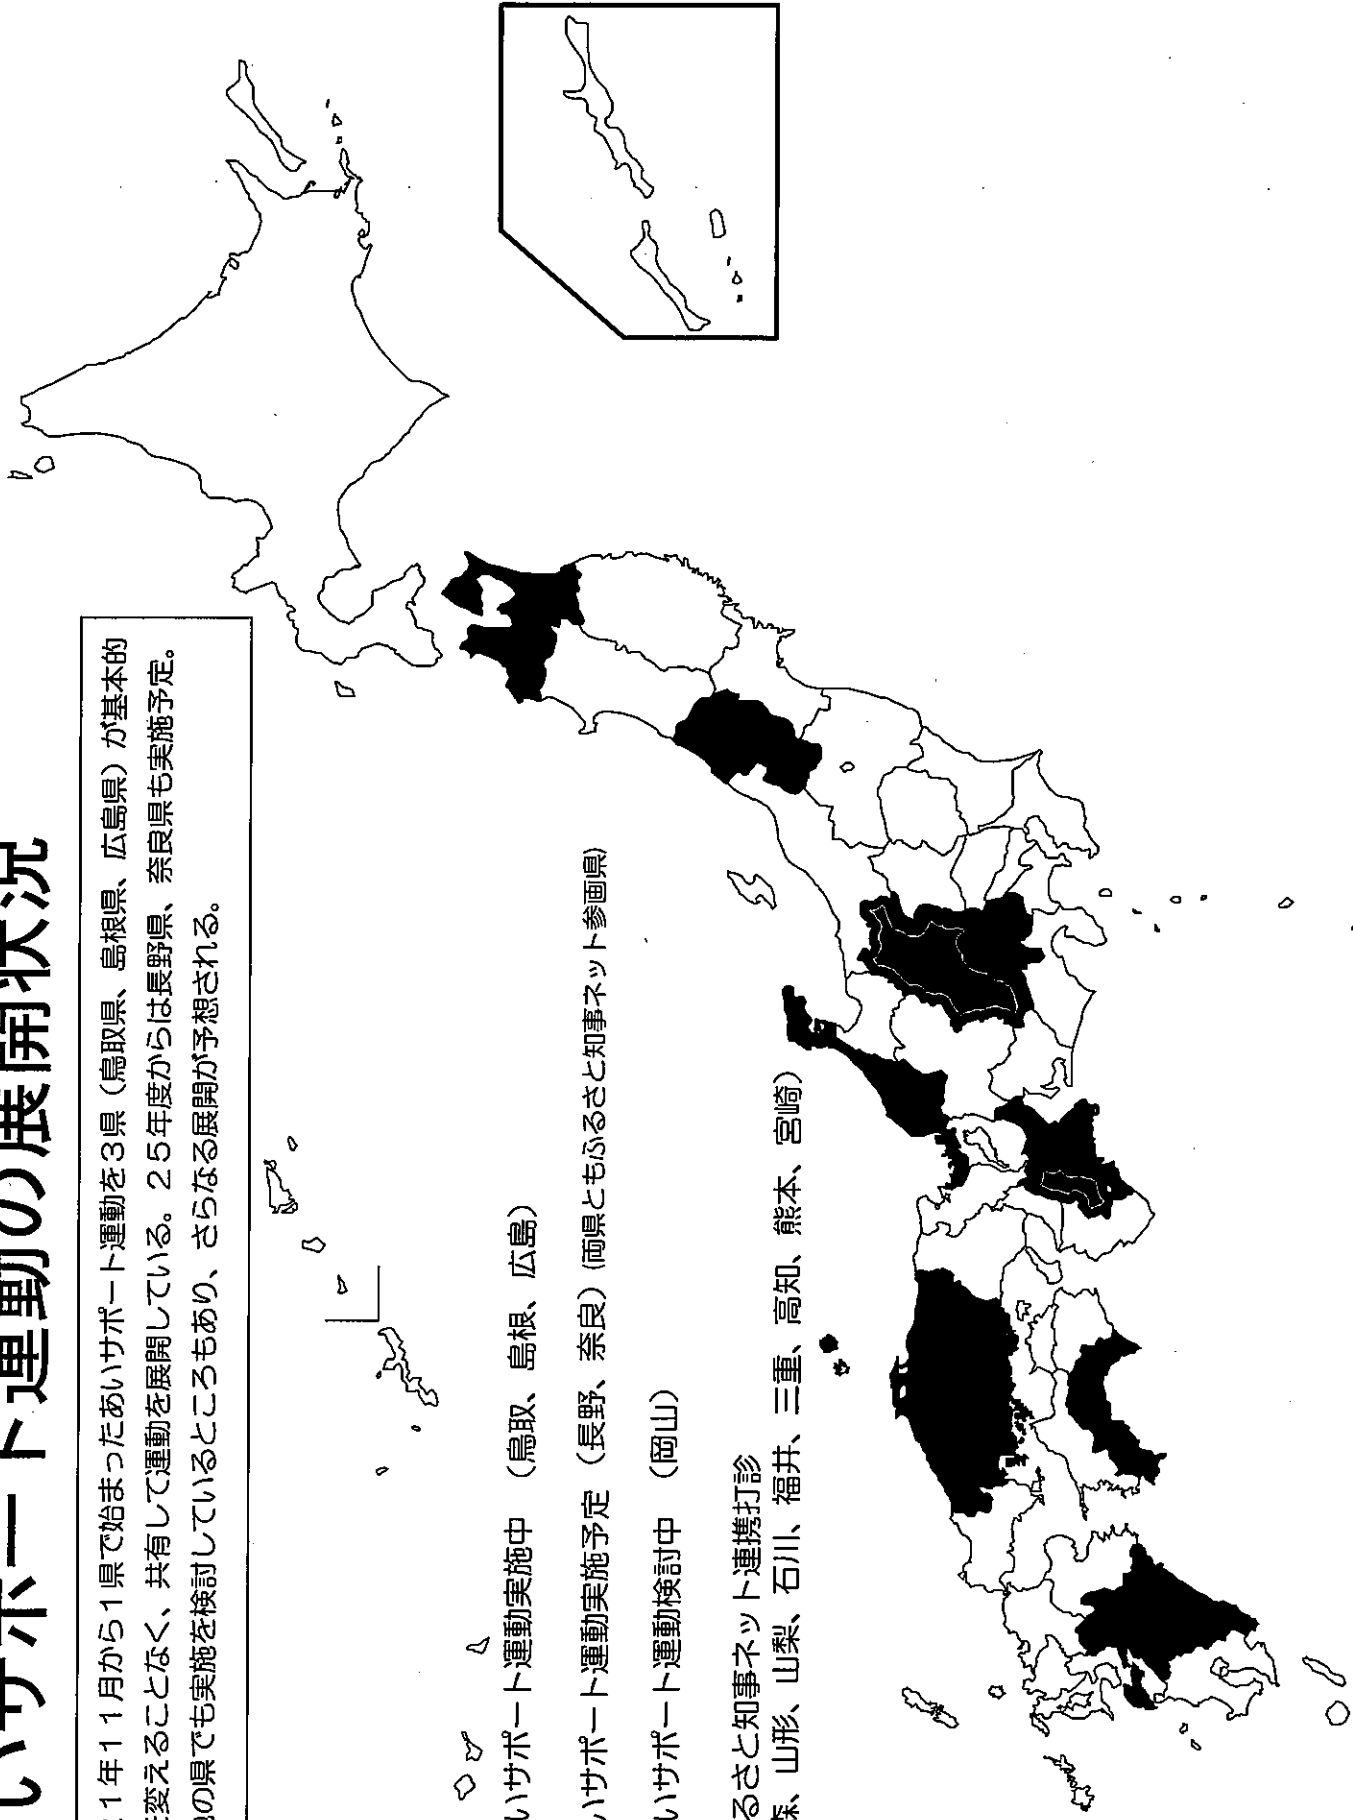 いサポート運動の展開状況
1年11月から1県で始まったあいサポート運動を3県(鳥取県、島根県、広島県)が基本的
変えることなく、共有して運動を展開している。25年度からは長野県、奈良県も実施予定。
の県でも実施を検討しているところもあり、さらなる展開が予想される。
いサポート運動実施中 (鳥取、島根、広島)
いサポート運動実施予定 (長野、奈良)(両県ともふるさと知事ネット参画県)
いサポート運動検討中 (岡山)
るさと知事ネット連携打診
森、山形、山梨、石川、福井、三重、高知、熊本、宮崎)